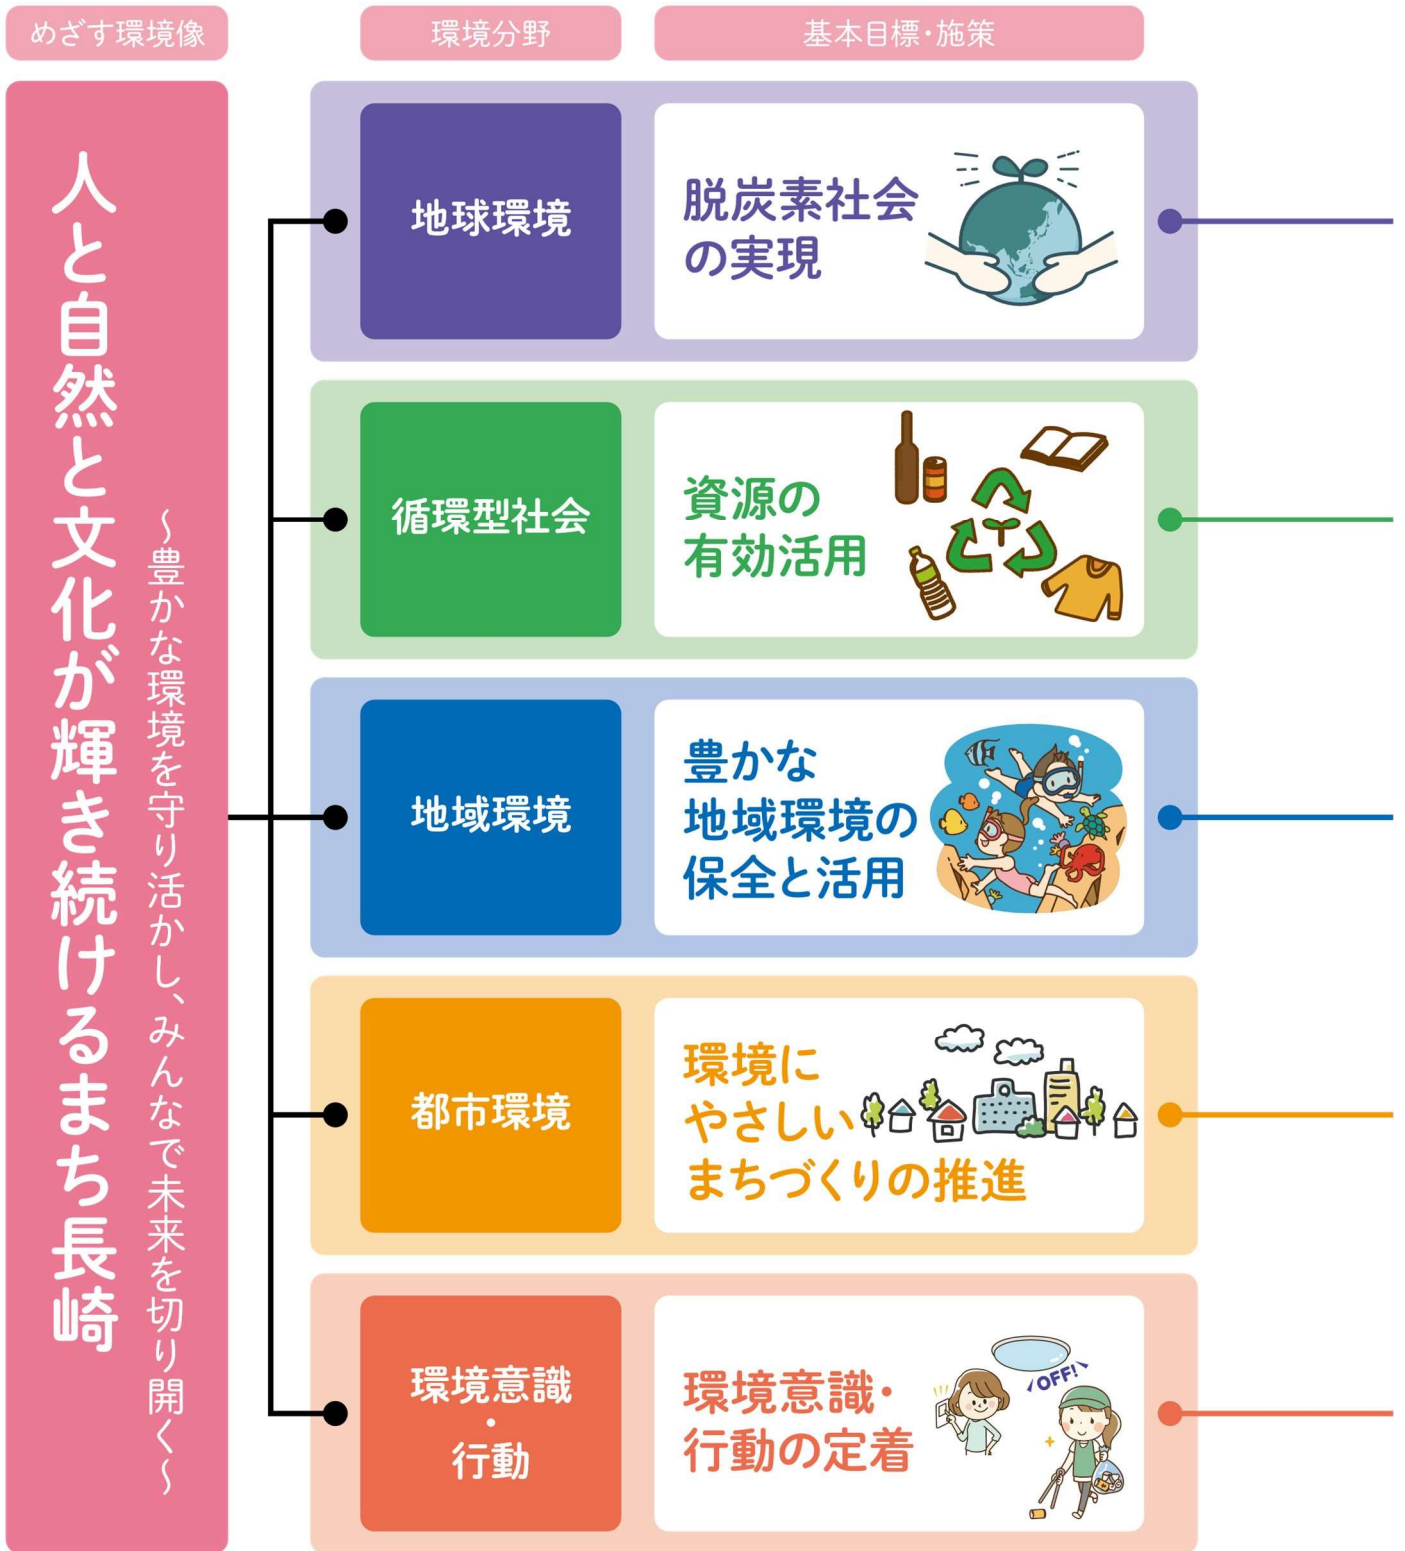 めざす環境像
環境分野
基本目標・施策
人と自然と文化が輝き続けるまち長崎
～豊かな環境を守り活かし、みんなで未来を切り開く～
地球環境
脱炭素社会
の実現
循環型社会
資源の
有効活用
地域環境
豊かな
地域環境の
保全と活用
都市環境
環境に
やさしい
まちづくりの推進
環境意識
・
行動
環境意識・
行動の定着
OFF!